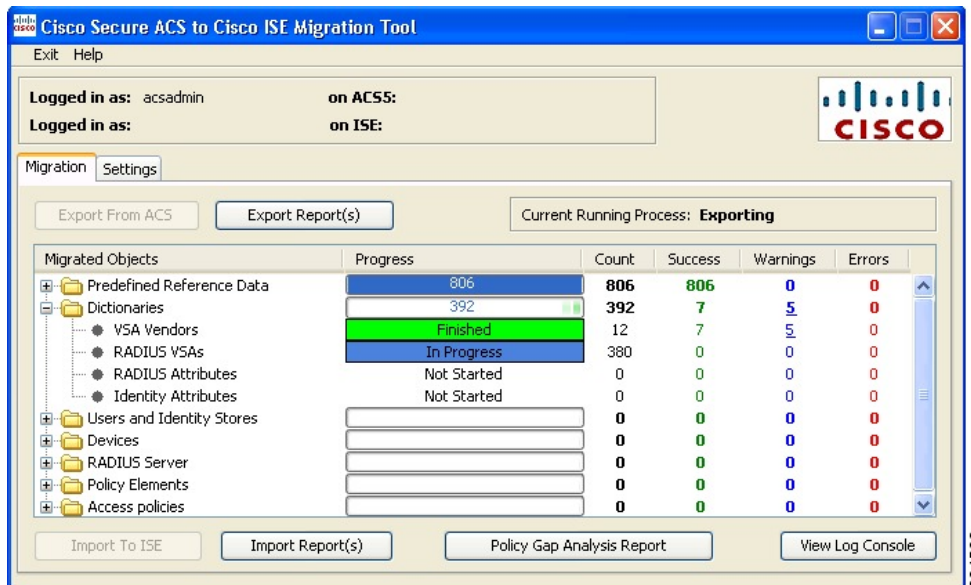 cisco Cisco Secure ACS to Cisco ISE Migration Tool
Exit Help
Logged in as: acsadmin on ACS5:
Logged in as: on ISE:
CISCO
Migration Settings
Export From ACS Export Report(s) Current Running Process: Exporting
Migrated Objects Progress Count Success Warnings Errors
Predefined Reference Data 806 806 806 0 0
Dictionaries 392 392 7 5 0
VSA Vendors Finished 12 7 5 0
RADIUS VSAs In Progress 380 0 0 0
RADIUS Attributes Not Started 0 0 0 0
Identity Attributes Not Started 0 0 0 0
Users and Identity Stores 0 0 0 0
Devices 0 0 0 0
RADIUS Server 0 0 0 0
Policy Elements 0 0 0 0
Access policies 0 0 0 0
Import To ISE Import Report(s) Policy Gap Analysis Report View Log Console